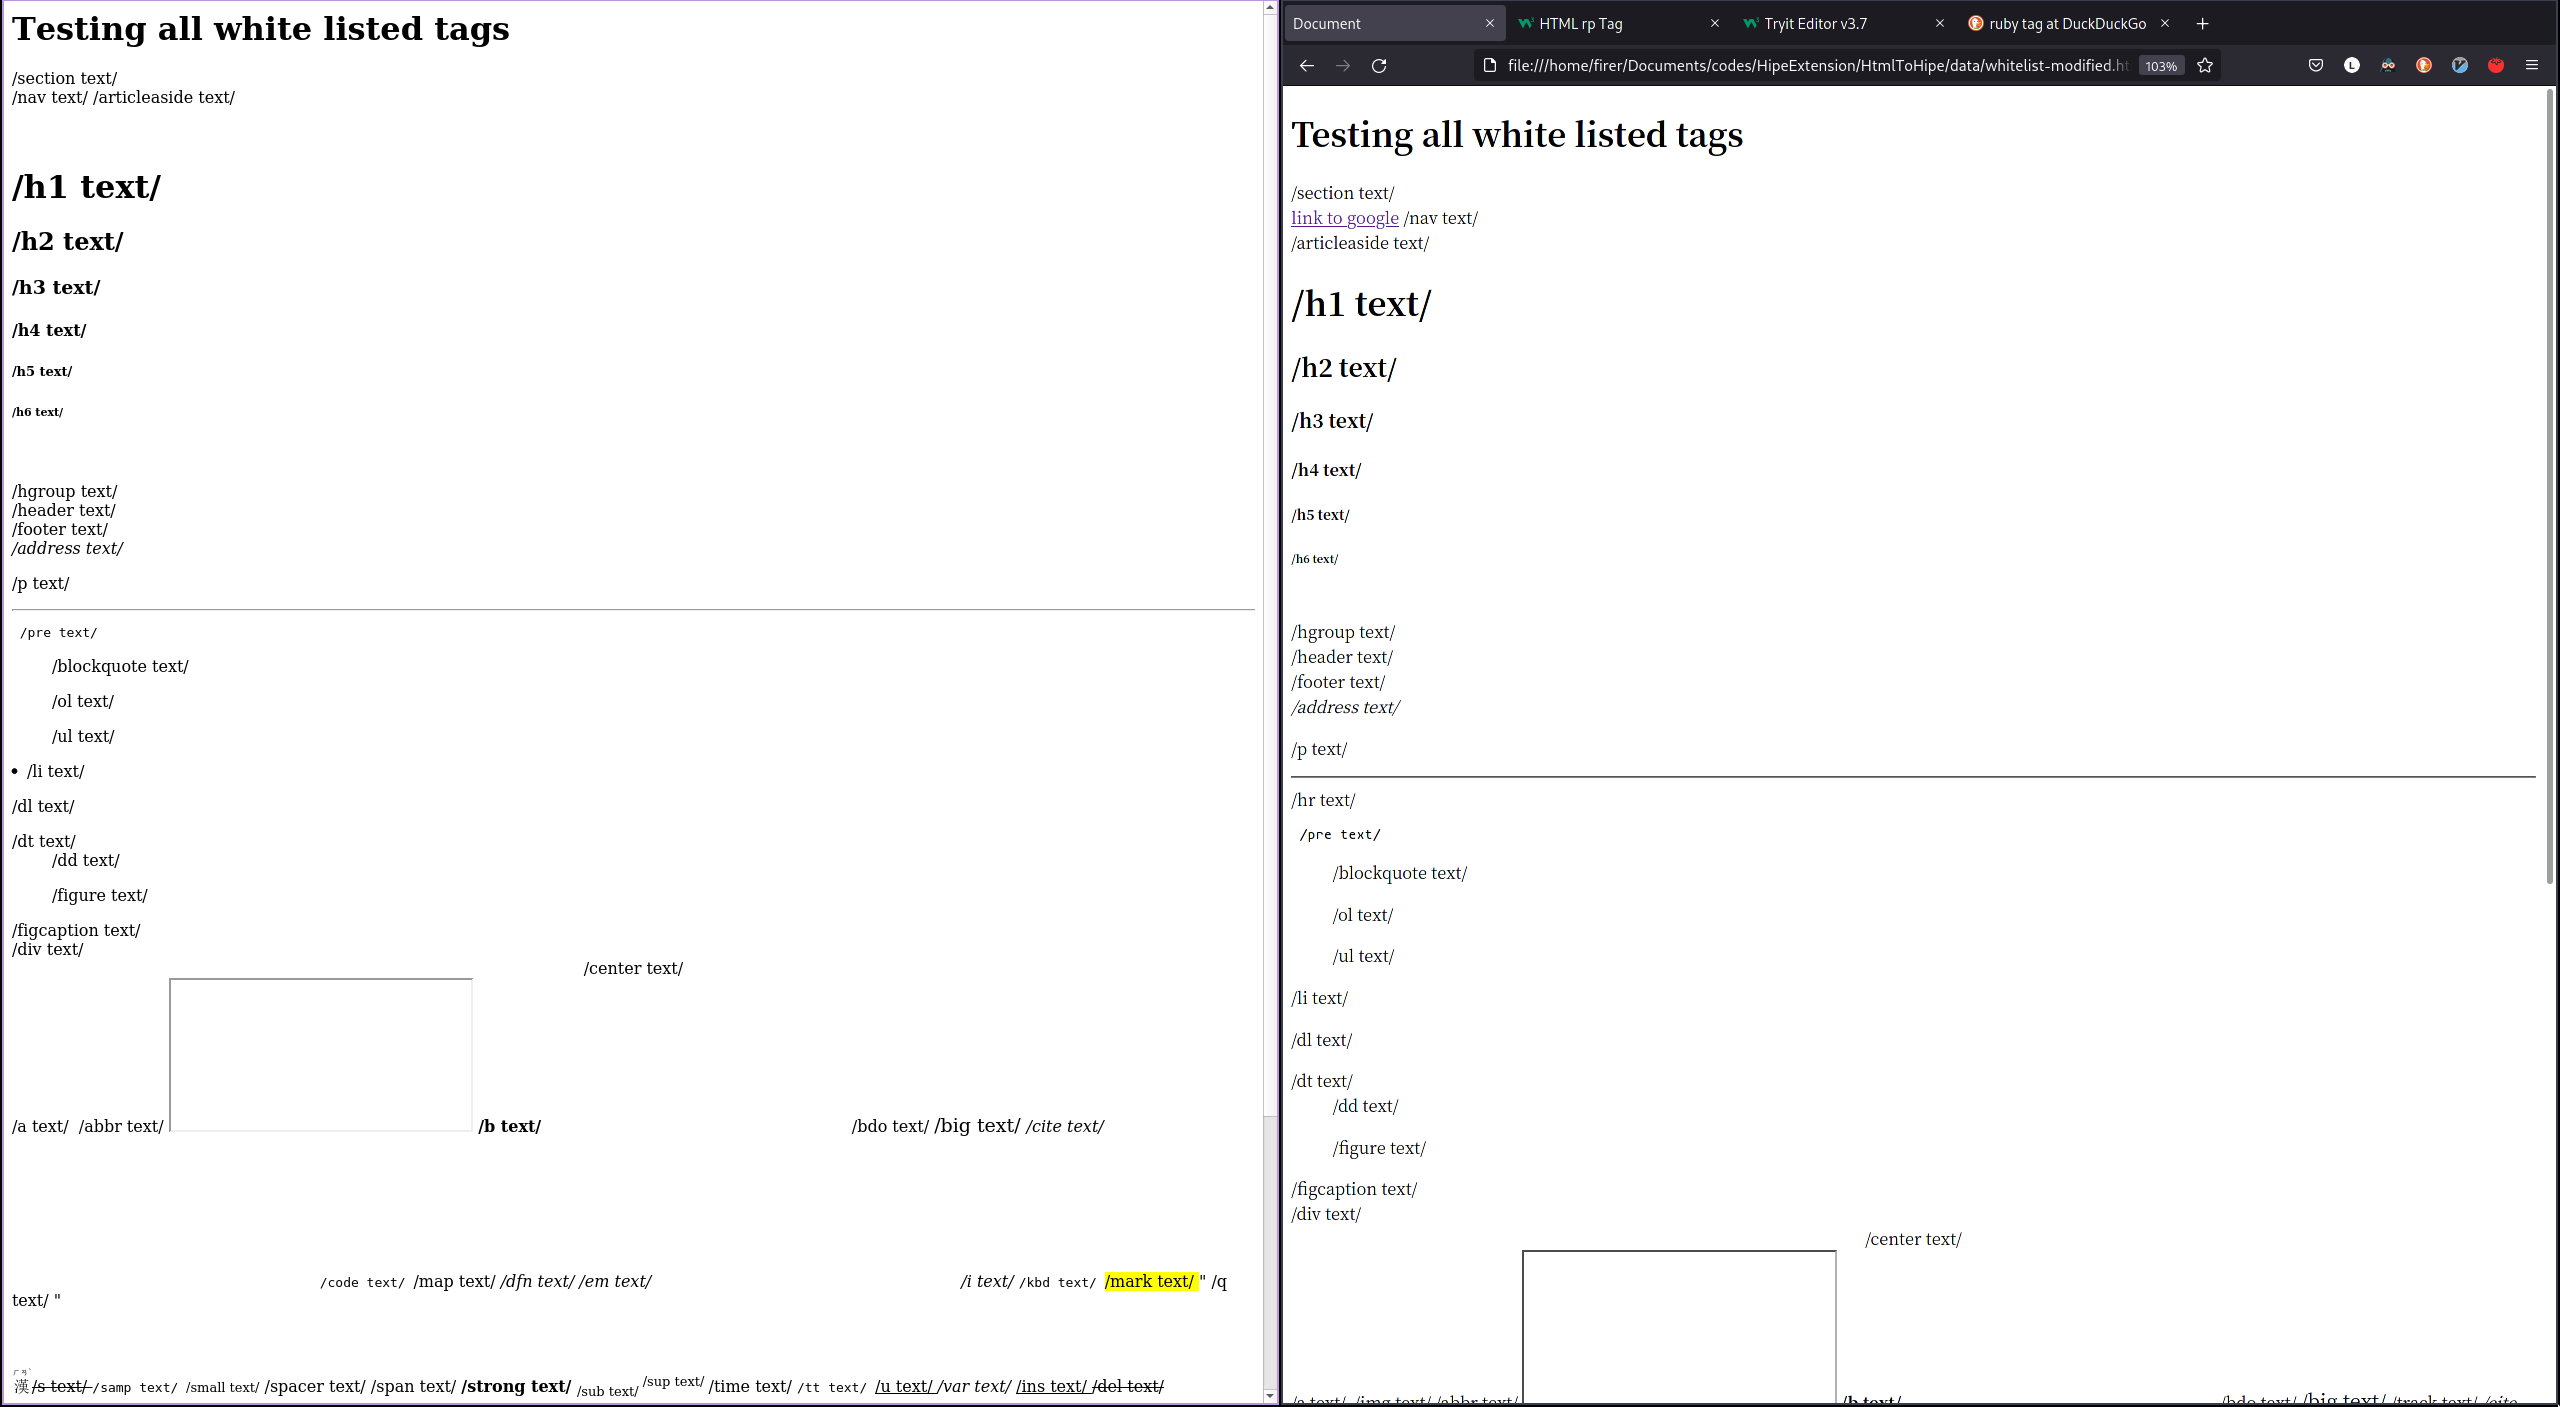 Testing all white listed tags
/section text/
/nav text/ /articleaside text/
/h1 text/
/h2 text/
/h3 text/
/h4 text/
/h5 text/
/h6 text/
/hgroup text/
/header text/
/footer text/
/address text/
/p text/
/pre text/
/blockquote text/
/ol text/
/ul text/
• /li text/
/dl text/
/dt text/
/dd text/
/figure text/
/figcaption text/
/div text/
/center text/
/a text/ /abbr text/ /b text/ /bdo text/ /big text/ /cite text/
/code text/ /map text/ /dfn text/ /em text/ /i text/ /kbd text/ /mark text/ " /q
text/ "
ㄏㄢˋ
漢/s text/ /samp text/ /small text/ /spacer text/ /span text/ /strong text/ /sub text/ /sup text/ /time text/ /tt text/ /u text/ /var text/ /ins text/ /del text/
Document HTML rp Tag Tryit Editor v3.7 ruby tag at DuckDuckGo
file:///home/firer/Documents/codes/HipeExtension/HtmlToHipe/data/whitelist-modified.ht 103%
Testing all white listed tags
/section text/
link to google /nav text/
/articleaside text/
/h1 text/
/h2 text/
/h3 text/
/h4 text/
/h5 text/
/h6 text/
/hgroup text/
/header text/
/footer text/
/address text/
/p text/
/hr text/
/pre text/
/blockquote text/
/ol text/
/ul text/
/li text/
/dl text/
/dt text/
/dd text/
/figure text/
/figcaption text/
/div text/
/center text/
/a text/ /img text/ /abbr text/ /b text/ /bdo text/ /big text/ /track text/ /cite